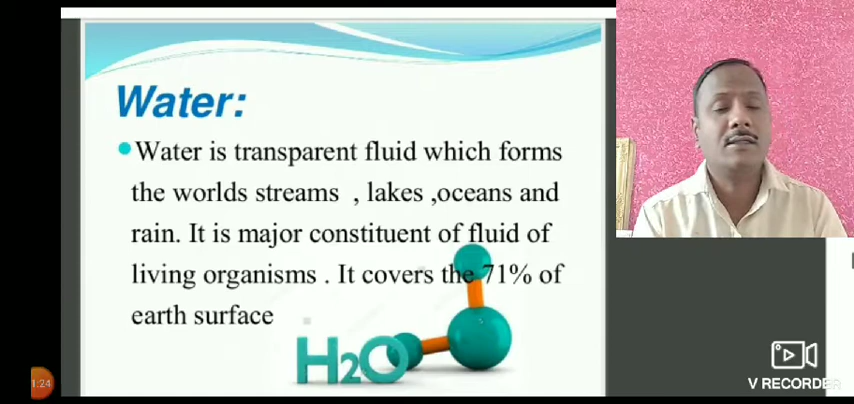 Water:
Water is transparent fluid which forms
the worlds streams , lakes ,oceans and
rain. It is major constituent of fluid of
living organisms . It covers the 71% of
earth surface
H2O
1:24
V RECORDER